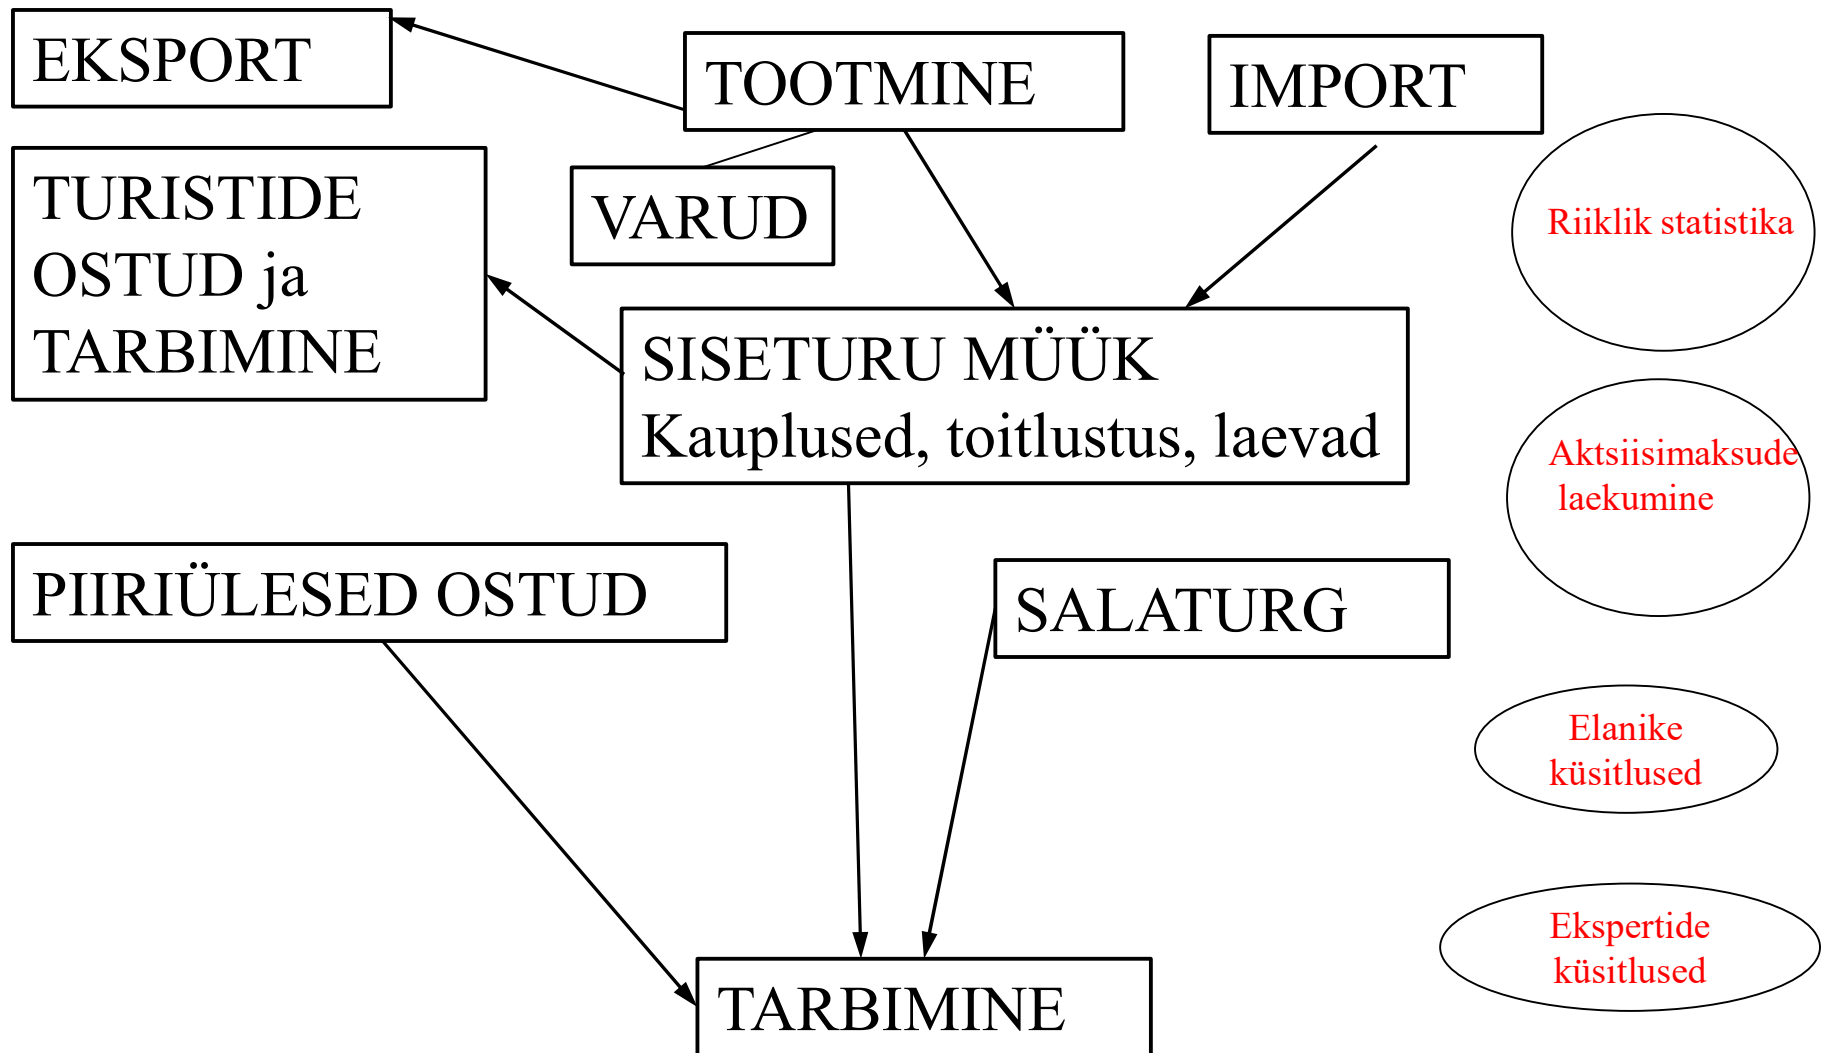 EKSPORT
TOOTMINE
IMPORT
TURISTIDE
OSTUD ja
TARBIMINE
VARUD
Riiklik statistika
SISETURU MÜÜK
Kauplused, toitlustus, laevad
Aktsiisimaksude
laekumine
PIIRIÜLESED OSTUD
SALATURG
Elanike
küsitlused
Ekspertide
küsitlused
TARBIMINE